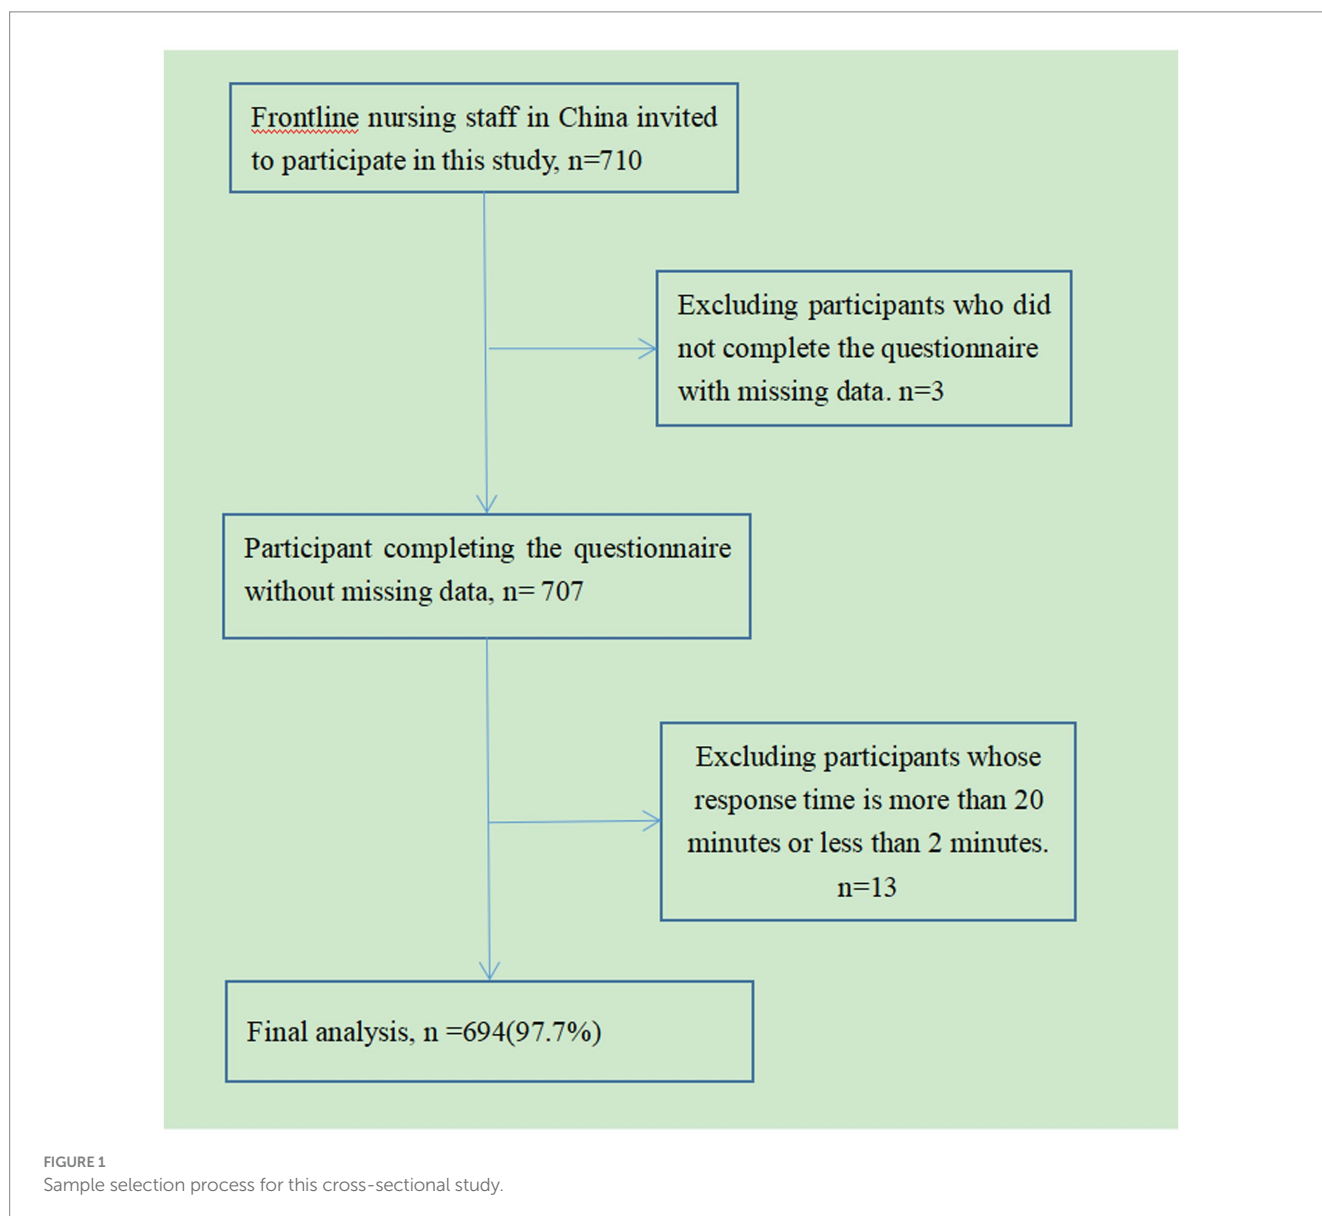 Frontline nursing staff in China invited
to participate in this study, n=710
Excluding participants who did
not complete the questionnaire
with missing data. n=3
Participant completing the questionnaire
without missing data, n= 707
Excluding participants whose
response time is more than 20
minutes or less than 2 minutes.
n=13
Final analysis, n =694(97.7%)
FIGURE 1
Sample selection process for this cross-sectional study.